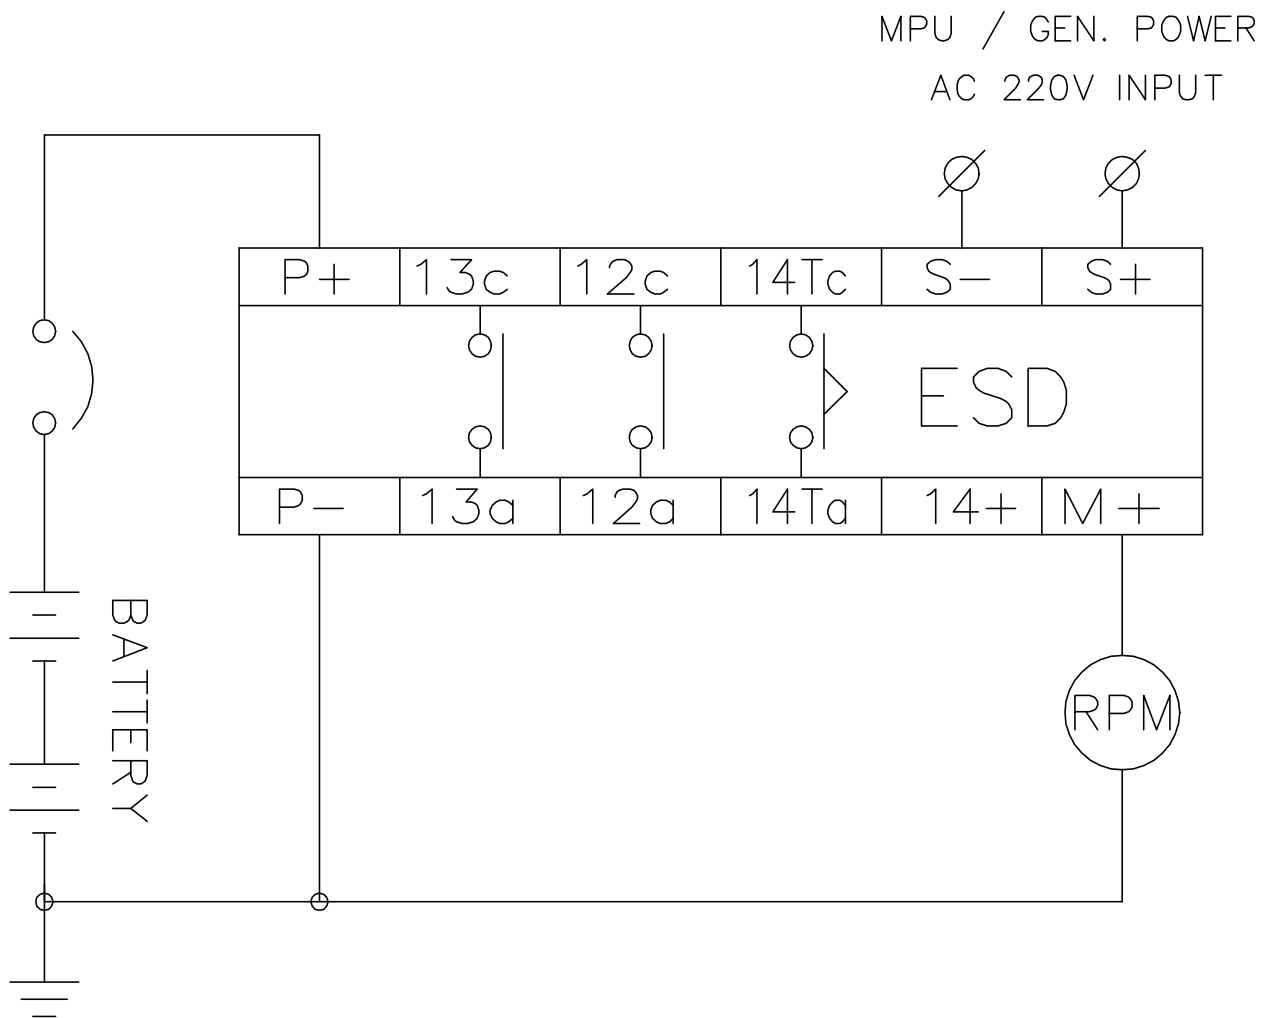 MPU / GEN. POWER
AC 220V INPUT
P+ 13c 12c 14Tc S- S+
ESD
P- 13a 12a 14Ta 14+ M+
BATTERY
RPM